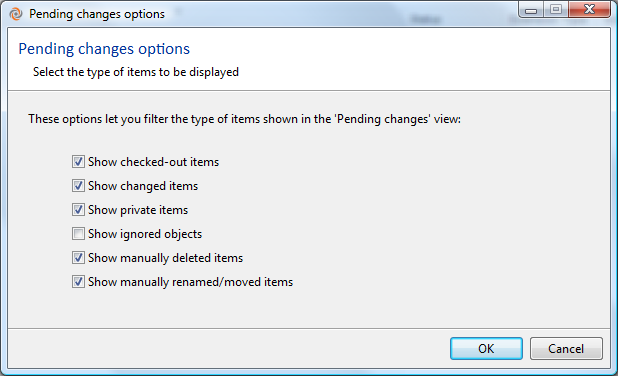 Pending changes options
Pending changes options
Select the type of items to be displayed
These options let you filter the type of items shown in the 'Pending changes' view:
Show checked-out items
Show changed items
Show private items
Show ignored objects
Show manually deleted items
Show manually renamed/moved items
OK Cancel